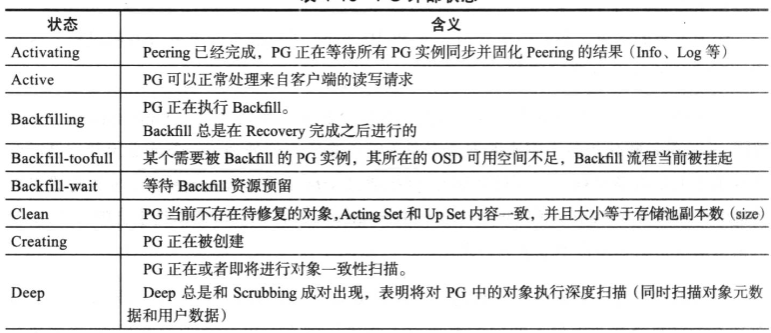 状态 含义
Activating Peering 已经完成，PG 正在等待所有 PG 实例同步并固化 Peering 的结果（Info、Log 等）
Active PG 可以正常处理来自客户端的读写请求
Backfilling PG 正在执行 Backfill。
Backfill 总是在 Recovery 完成之后进行的
Backfill-toofull 某个需要被 Backfill 的 PG 实例，其所在的 OSD 可用空间不足，Backfill 流程当前被挂起
Backfill-wait 等待 Backfill 资源预留
Clean PG 当前不存在待修复的对象，Acting Set 和 Up Set 内容一致，并且大小等于存储池副本数（size）
Creating PG 正在被创建
Deep PG 正在或者即将进行对象一致性扫描。
Deep 总是和 Scrubbing 成对出现，表明将对 PG 中的对象执行深度扫描（同时扫描对象元数
据和用户数据）